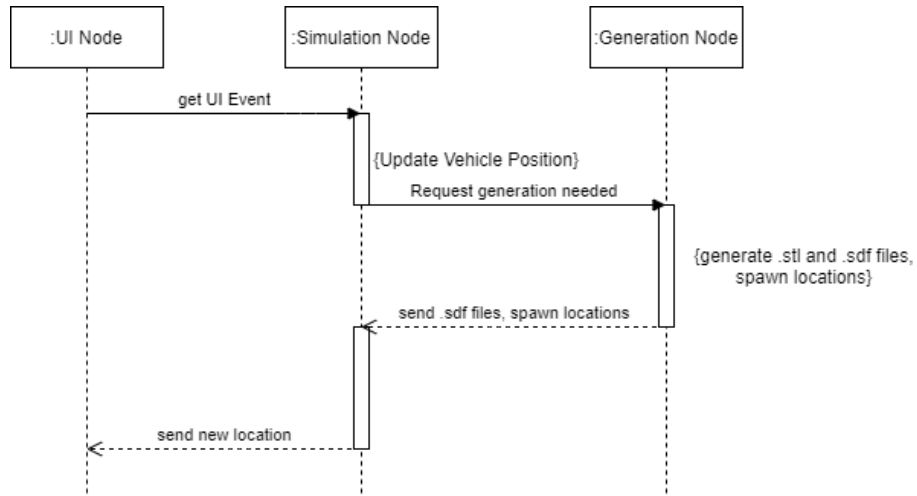 :UI Node
:Simulation Node
:Generation Node
get UI Event
{Update Vehicle Position}
Request generation needed
{generate .stl and .sdf files,
spawn locations}
send .sdf files, spawn locations
send new location